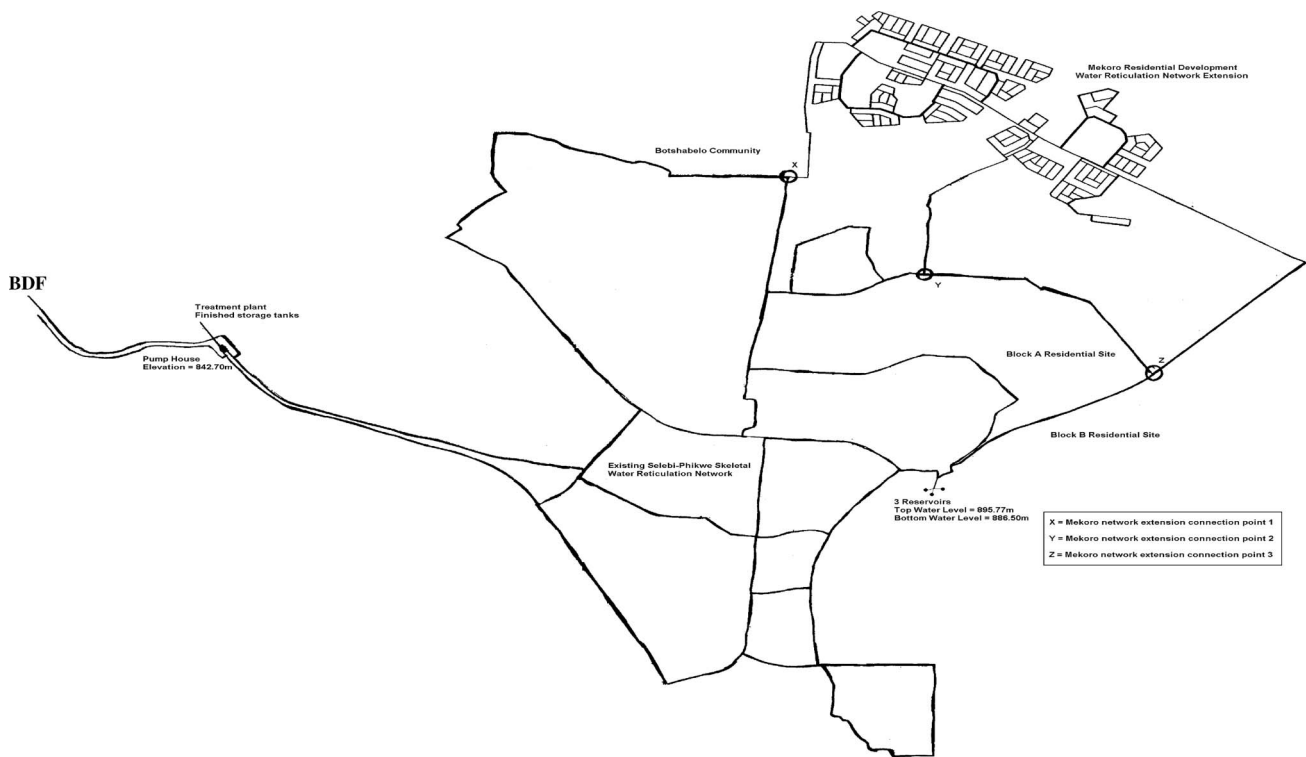 Mekoro Residential Development
Water Reticulation Network Extension
Botshabelo Community
X
BDF
Y
Treatment plant
Finished storage tanks
Pump House
Elevation = 842.70m
Block A Residential Site
Z
Block B Residential Site
Existing Selebi-Phikwe Skeletal
Water Reticulation Network
3 Reservoirs
Top Water Level = 895.77m
Bottom Water Level = 886.50m
X = Mekoro network extension connection point 1
Y = Mekoro network extension connection point 2
Z = Mekoro network extension connection point 3